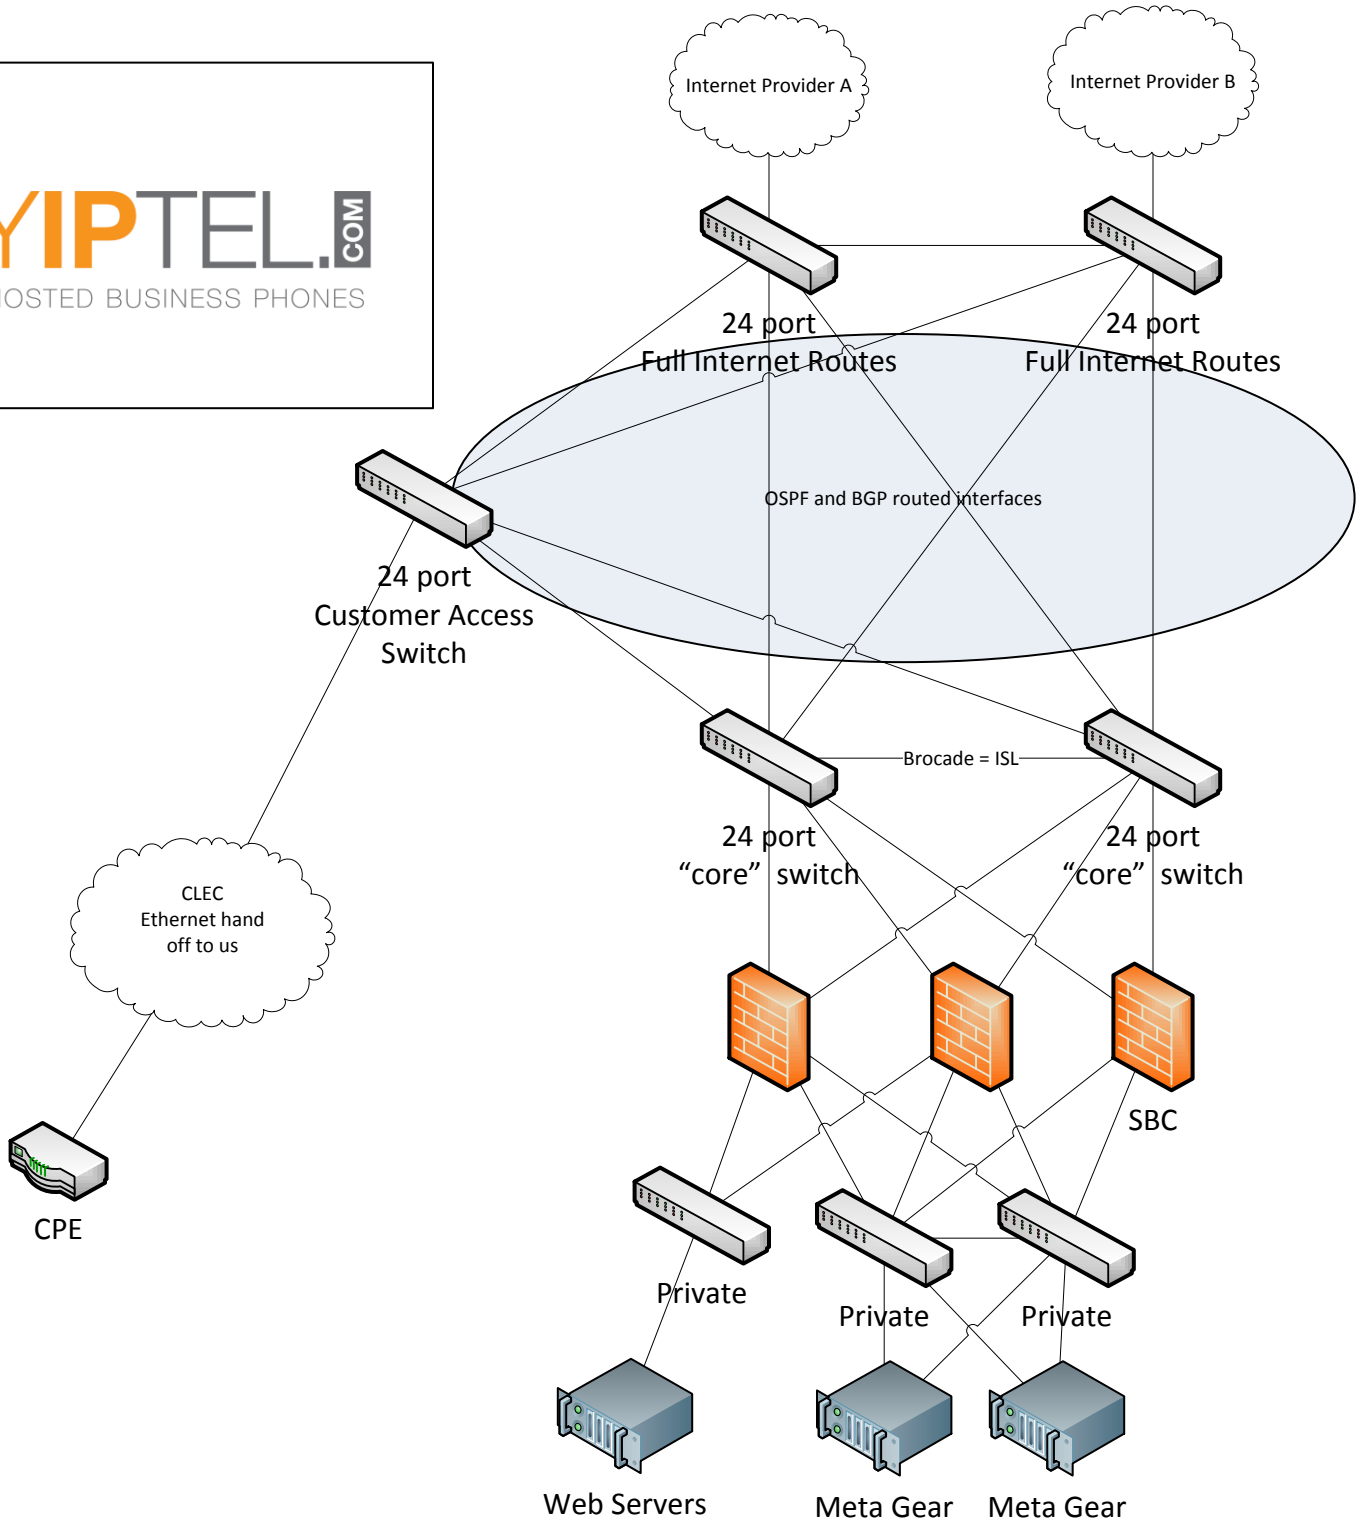 Internet Provider A
Internet Provider B
YIPTEL.COM
HOSTED BUSINESS PHONES
24 port
Full Internet Routes
24 port
Full Internet Routes
OSPF and BGP routed interfaces
24 port
Customer Access
Switch
Brocade = ISL
24 port
“core” switch
24 port
“core” switch
CLEC
Ethernet hand
off to us
SBC
CPE
Private
Private
Private
Web Servers
Meta Gear
Meta Gear